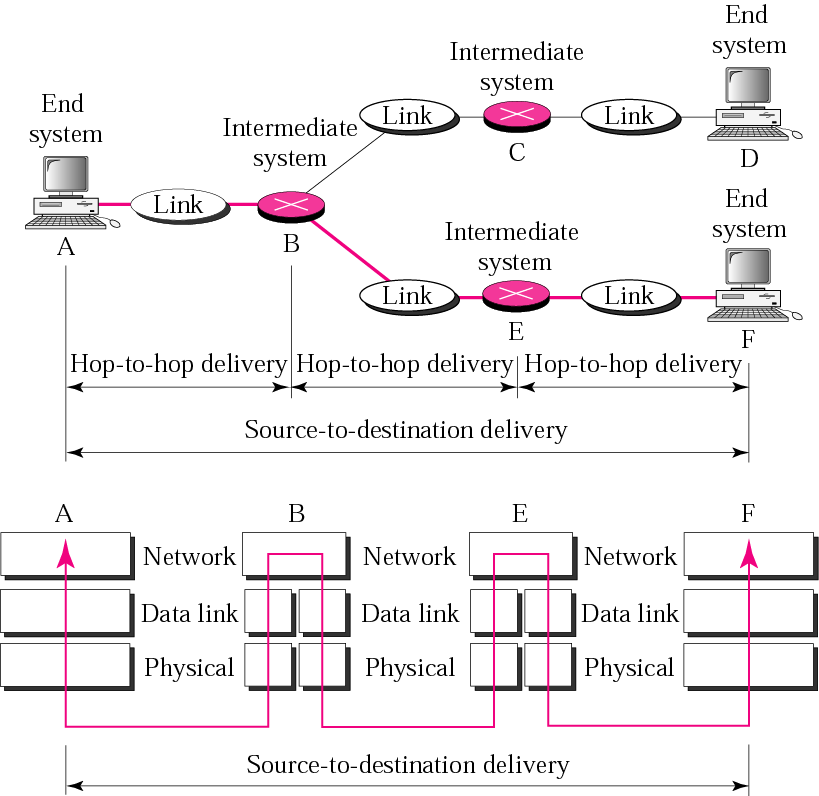 End
system
Intermediate
system
Link
Link
C
D
End
system
Intermediate
system
Link
A
B
End
system
Intermediate
system
Link
Link
E
F
Hop-to-hop delivery
Hop-to-hop delivery
Hop-to-hop delivery
Source-to-destination delivery
A
B
E
F
Network
Network
Network
Data link
Data link
Data link
Physical
Physical
Physical
Source-to-destination delivery